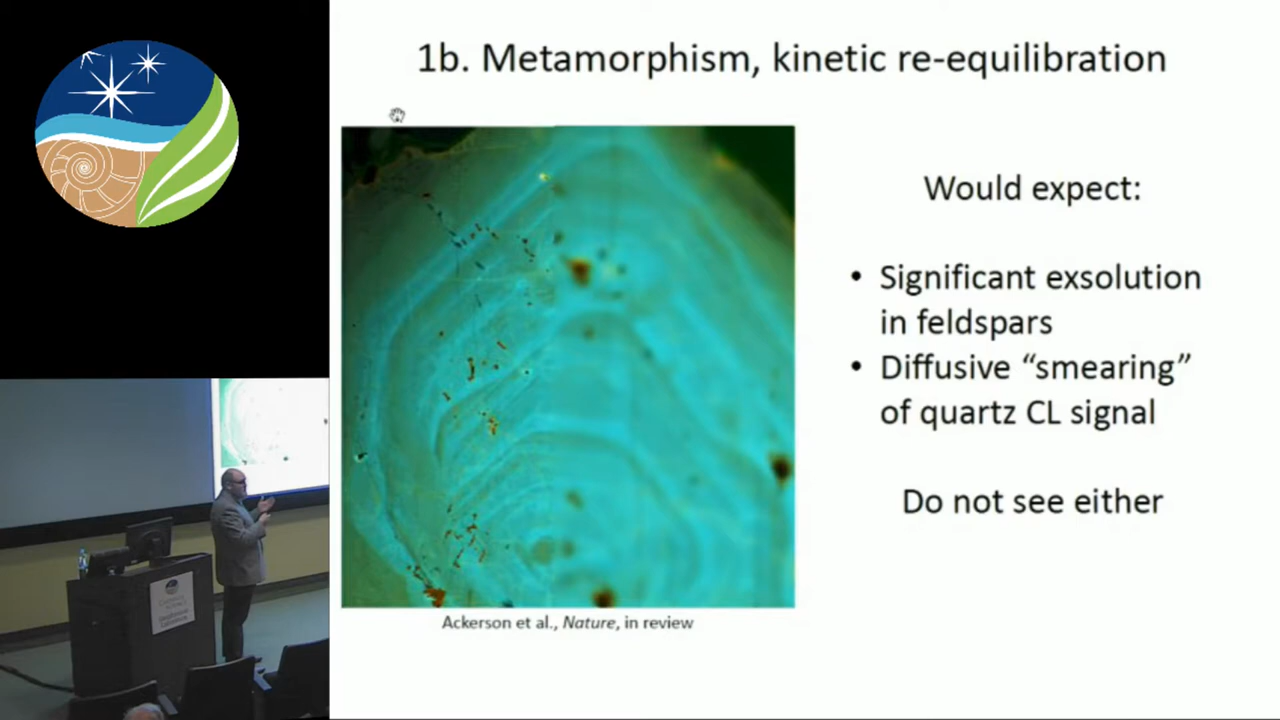 1b. Metamorphism, kinetic re-equilibration
Would expect:
• Significant exsolution
in feldspars
• Diffusive “smearing”
of quartz CL signal
Do not see either
Ackerson et al., Nature, in review